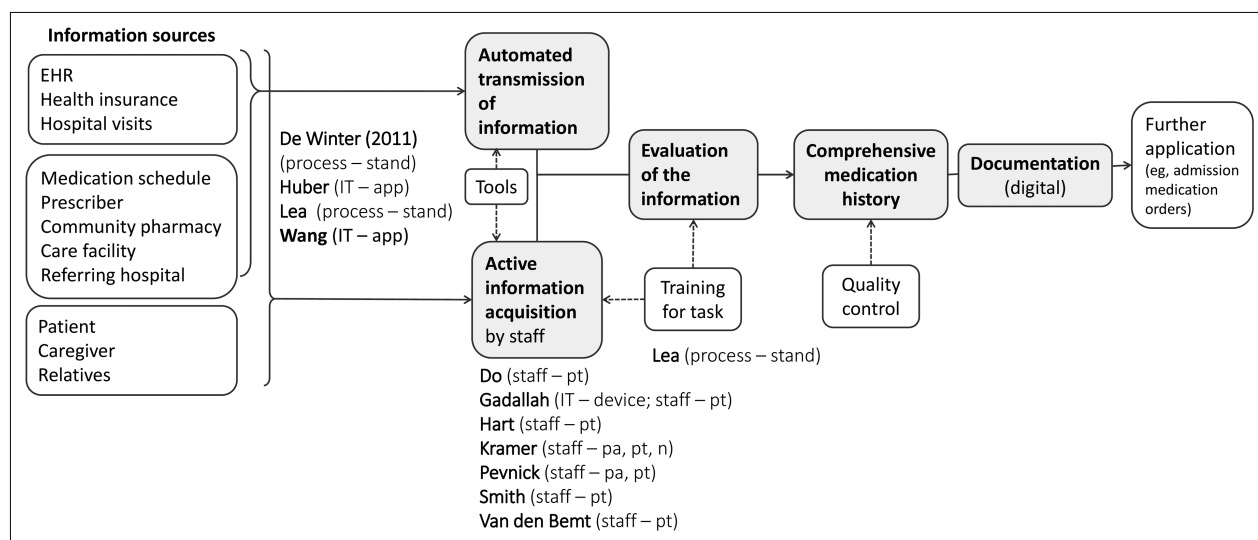 Information sources
EHR
Health insurance
Hospital visits
Medication schedule
Prescriber
Community pharmacy
Care facility
Referring hospital
Patient
Caregiver
Relatives
De Winter (2011)
(process – stand)
Huber (IT – app)
Lea (process – stand)
Wang (IT – app)
Automated
transmission
of
information
Tools
Active
information
acquisition
by staff
Do (staff – pt)
Gadallah (IT – device; staff – pt)
Hart (staff – pt)
Kramer (staff – pa, pt, n)
Pevnick (staff – pa, pt)
Smith (staff – pt)
Van den Bemt (staff – pt)
Evaluation
of the
information
Training
for task
Lea (process – stand)
Comprehensive
medication
history
Quality
control
Documentation
(digital)
Further
application
(eg, admission
medication
orders)